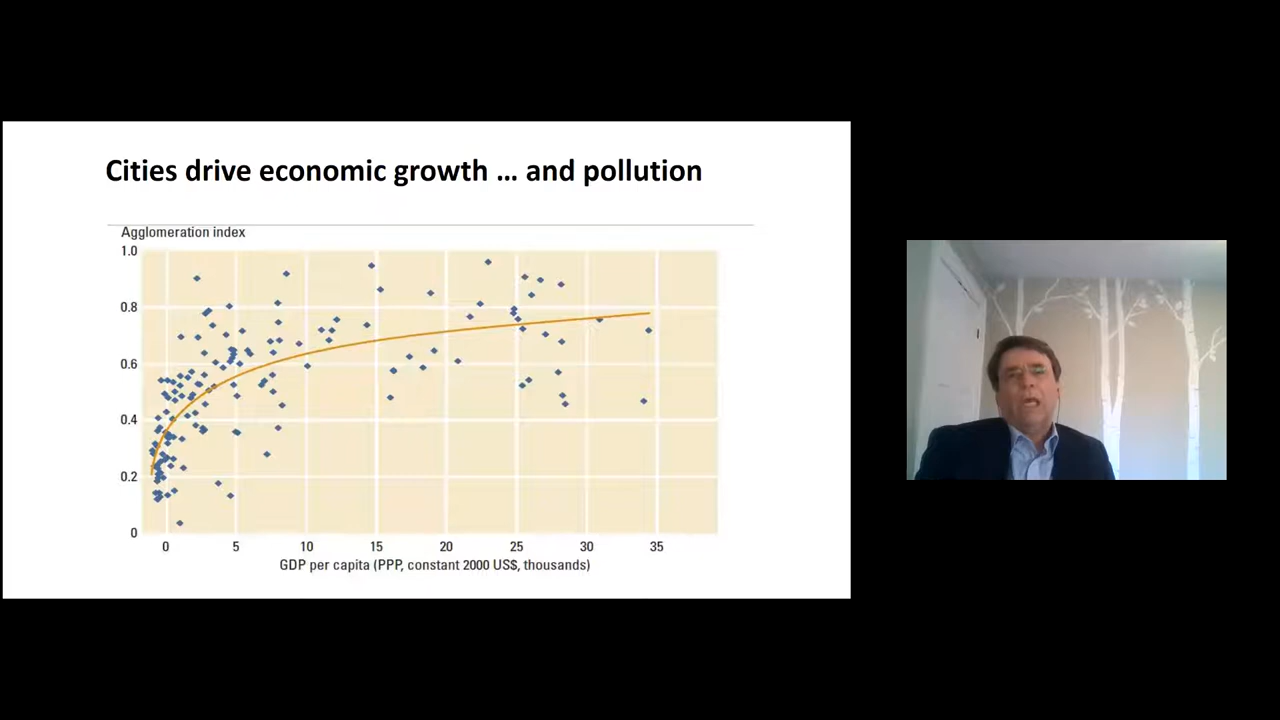 Cities drive economic growth ... and pollution
Agglomeration index
1.0
0.8
0.6
0.4
0.2
0
0 5 10 15 20 25 30 35
GDP per capita (PPP, constant 2000 US$, thousands)